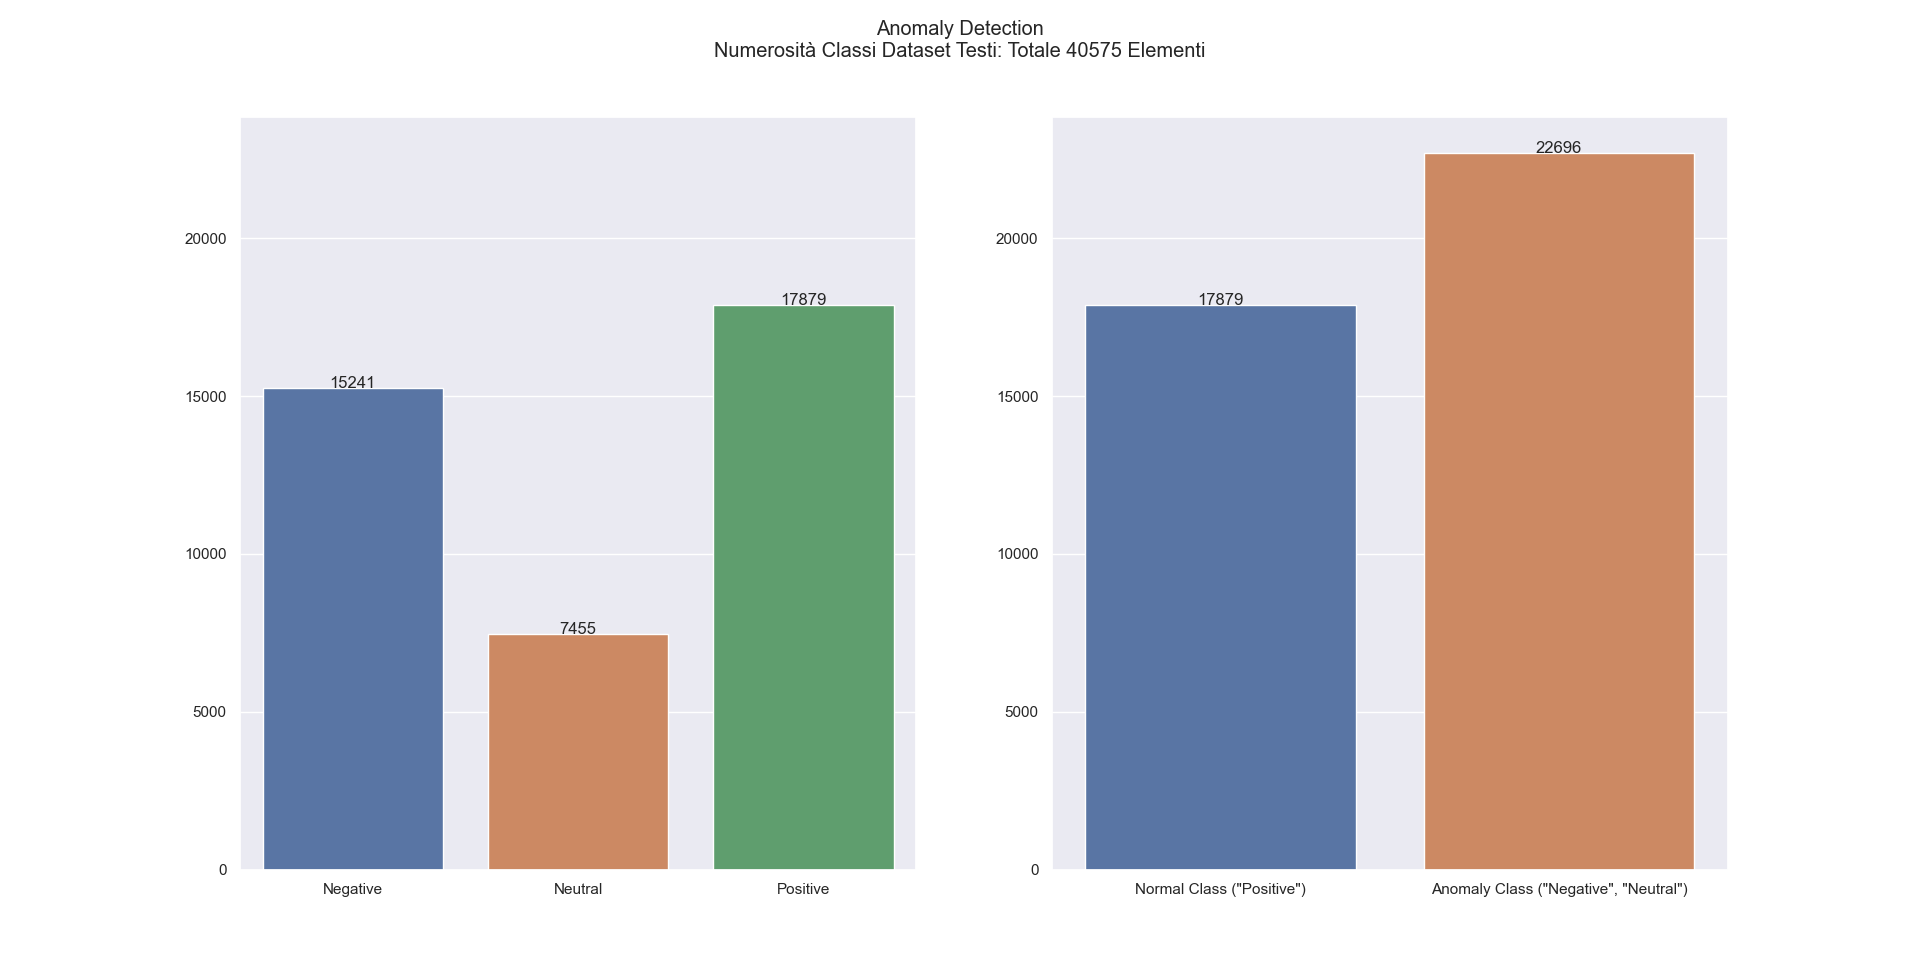 Anomaly Detection
Numerosità Classi Dataset Testi: Totale 40575 Elementi
20000
15000
10000
5000
0
15241
7455
17879
Negative
Neutral
Positive
20000
15000
10000
5000
0
17879
22696
Normal Class ("Positive")
Anomaly Class ("Negative", "Neutral")